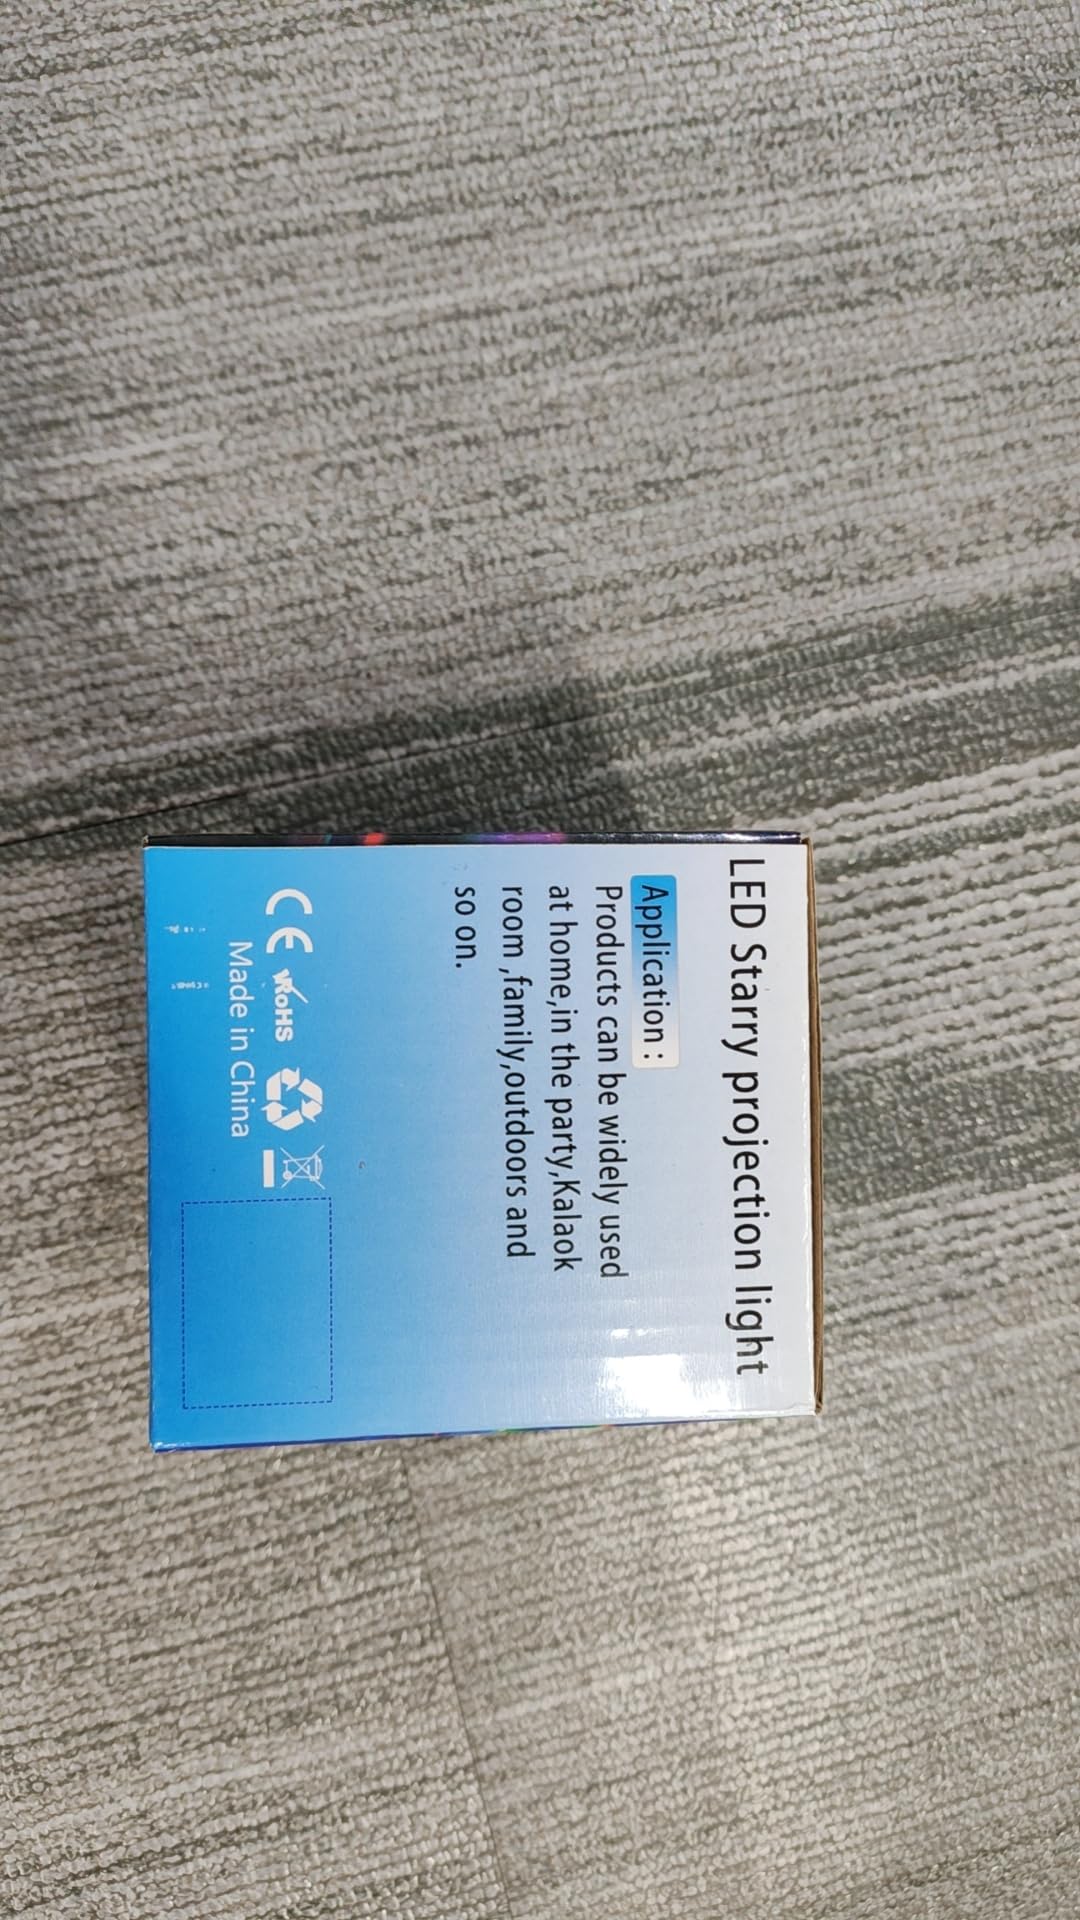 LED Starry projection light
Application :
Products can be widely used
at home,in the party,Kalaok
room ,family,outdoors and
so on.
CE RoHS
Made in China